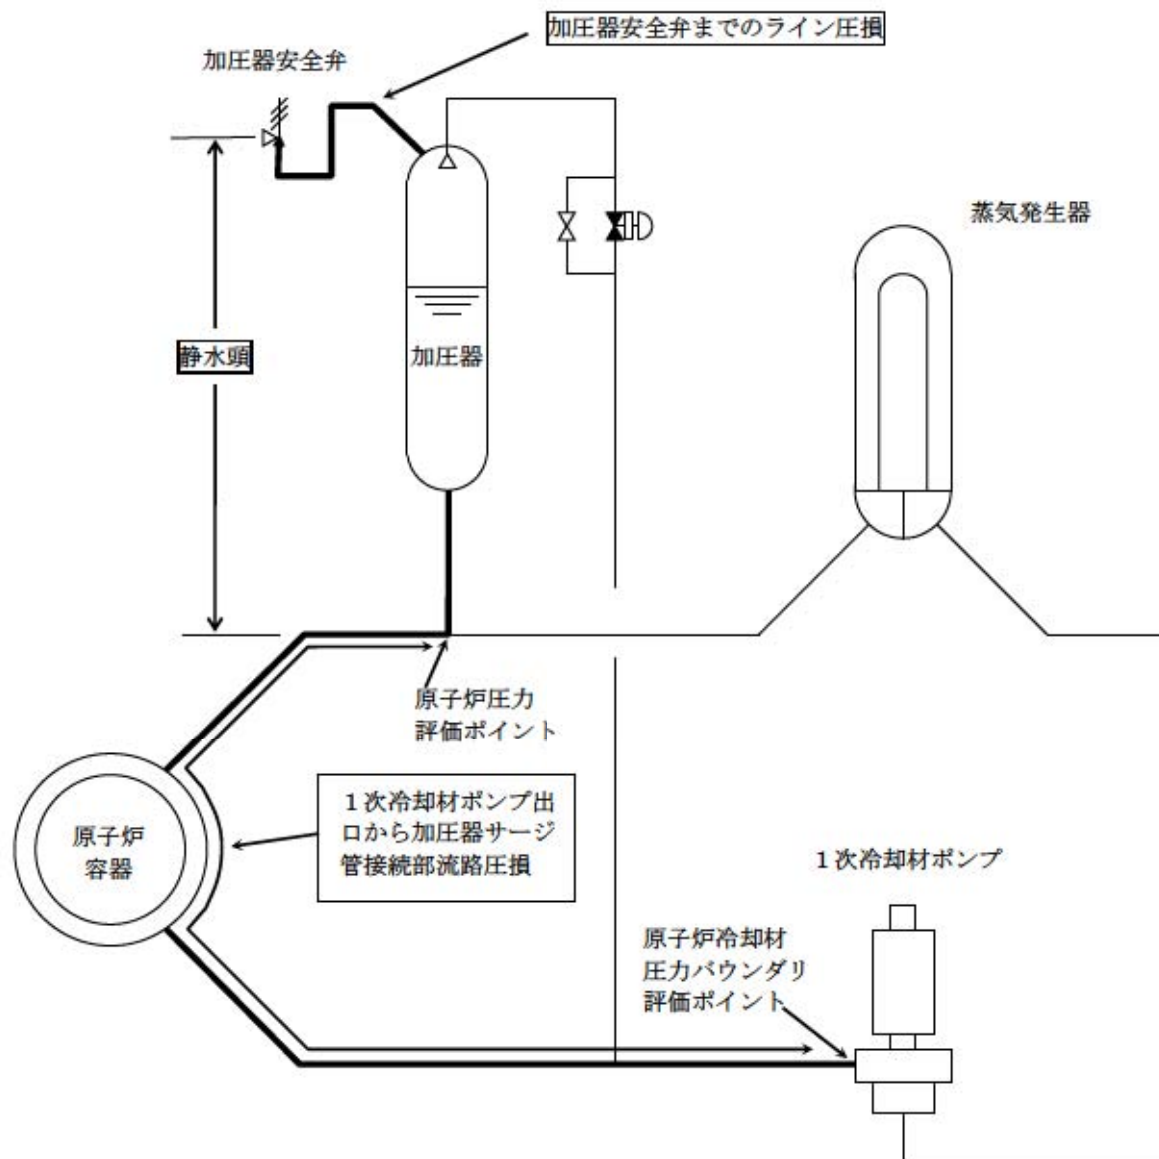 加圧器安全弁までのライン圧損
加圧器安全弁
蒸気発生器
静水頭
加圧器
原子炉圧力
評価ポイント
１次冷却材ポンプ出
口から加圧器サージ
管接続部流路圧損
原子炉
容器
１次冷却材ポンプ
原子炉冷却材
圧力バウンダリ
評価ポイント